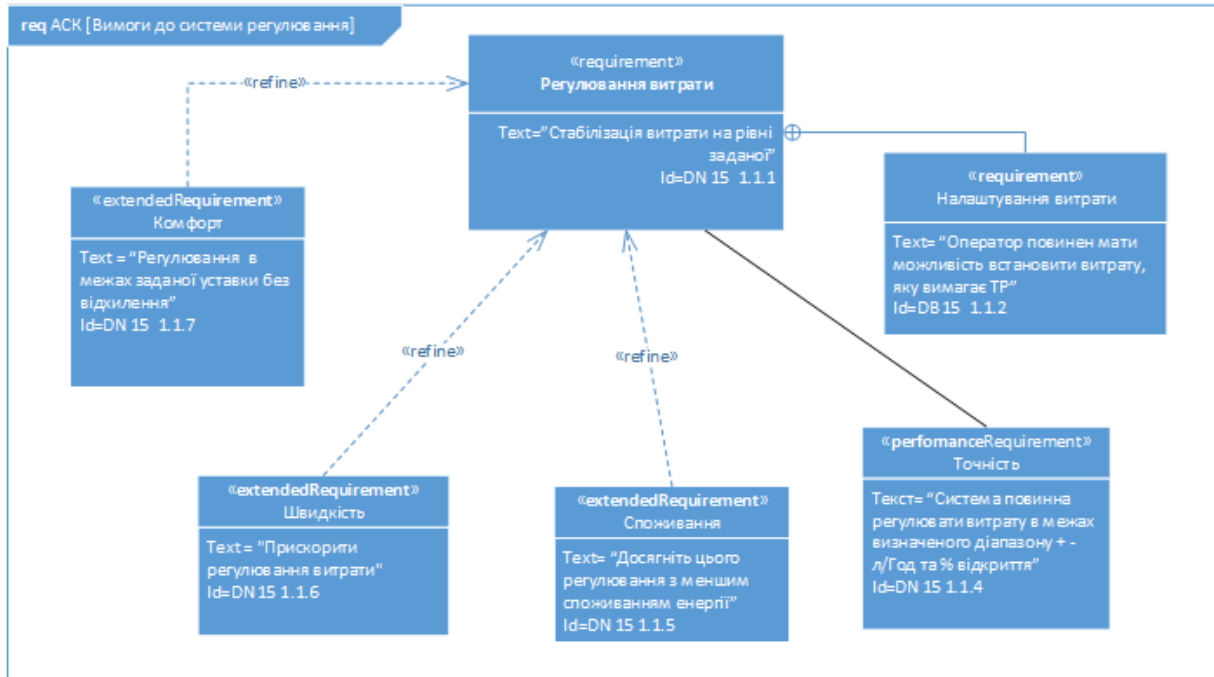 req АСК [Вимоги до системи регулювання]
«refine»
«requirement»
Регулювання витрати
Text="Стабілізація витрати на рівні
заданої”
Id=DN 15 1.1.1
«requirement»
Налаштування витрати
Text= “Оператор повинен мати
можливість встановити витрату,
яку вимагає ТР”
Id=DB15 1.1.2
«extendedRequirement»
Комфорт
Text = “Регулювання в
межах заданої уставки без
відхилення”
Id=DN 15 1.1.7
«refine»
«refine»
«extendedRequirement»
Швидкість
Text = "Прискорити
регулювання витрати”
Id=DN 15 1.1.6
«extendedRequirement»
Споживання
Text= “Досягніть цього
регулювання з меншим
споживанням енергії”
Id=DN 15 1.1.5
«perfomanceRequirement»
Точність
Текст= “Система повинна
регулювати витрату в межах
визначеного діапазону + -
л/Год та % відкриття”
Id=DN 15 1.1.4